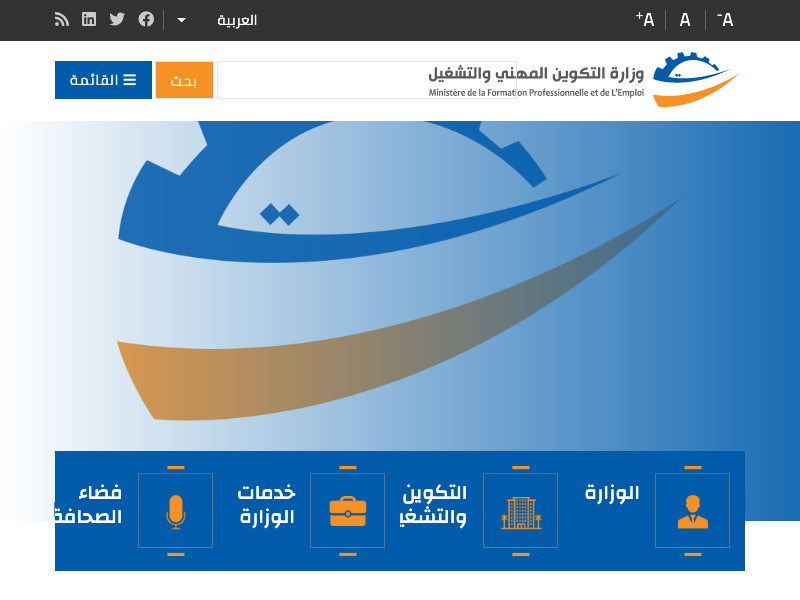 A- A A+
العربية
وزارة التكوين المهني والتشغيل
Ministère de la Formation Professionnelle et de L'Emploi
بحث
القائمة
الوزارة
التكوين
والتشغي
خدمات
الوزارة
فضاء
الصحافة